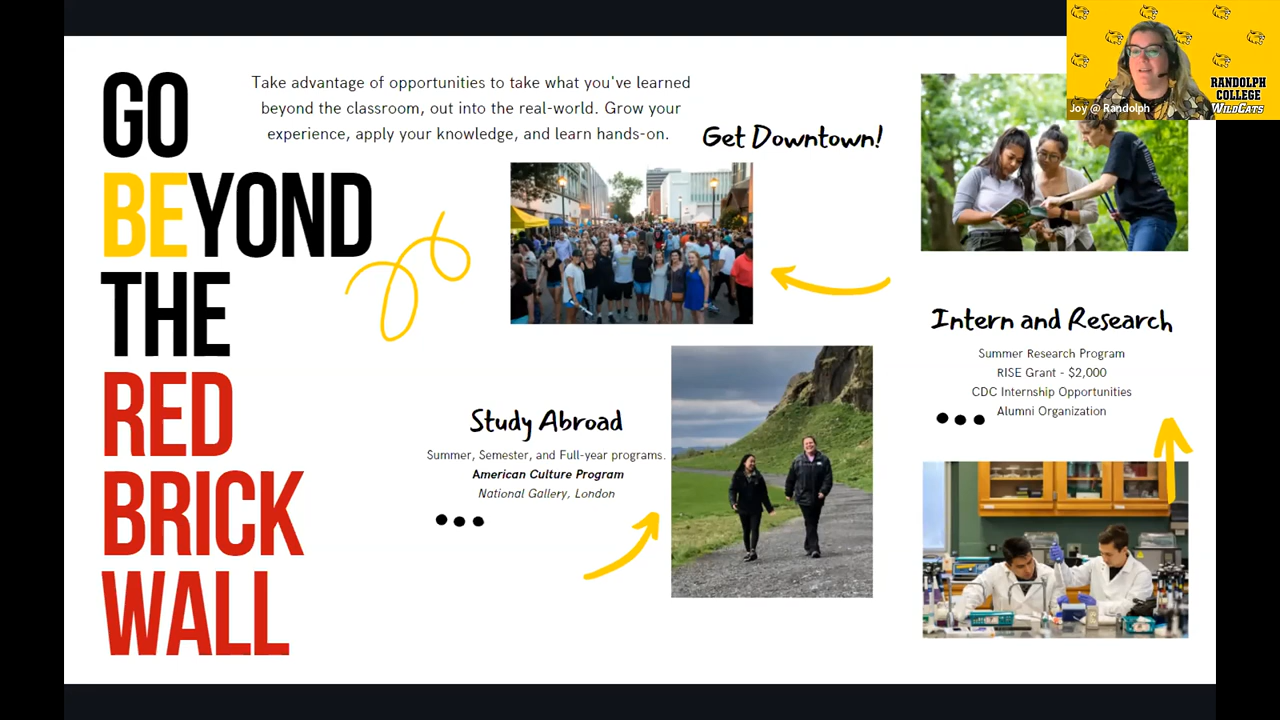 GO
BEYOND
THE
RED
BRICK
WALL
Take advantage of opportunities to take what you've learned
beyond the classroom, out into the real-world. Grow your
experience, apply your knowledge, and learn hands-on.
Get Downtown!
Study Abroad
Summer, Semester, and Full-year programs.
American Culture Program
National Gallery, London
Intern and Research
Summer Research Program
RISE Grant - $2,000
CDC Internship Opportunities
Alumni Organization
RANDOLPH
COLLEGE
WILDCATS
Joy @ Randolph